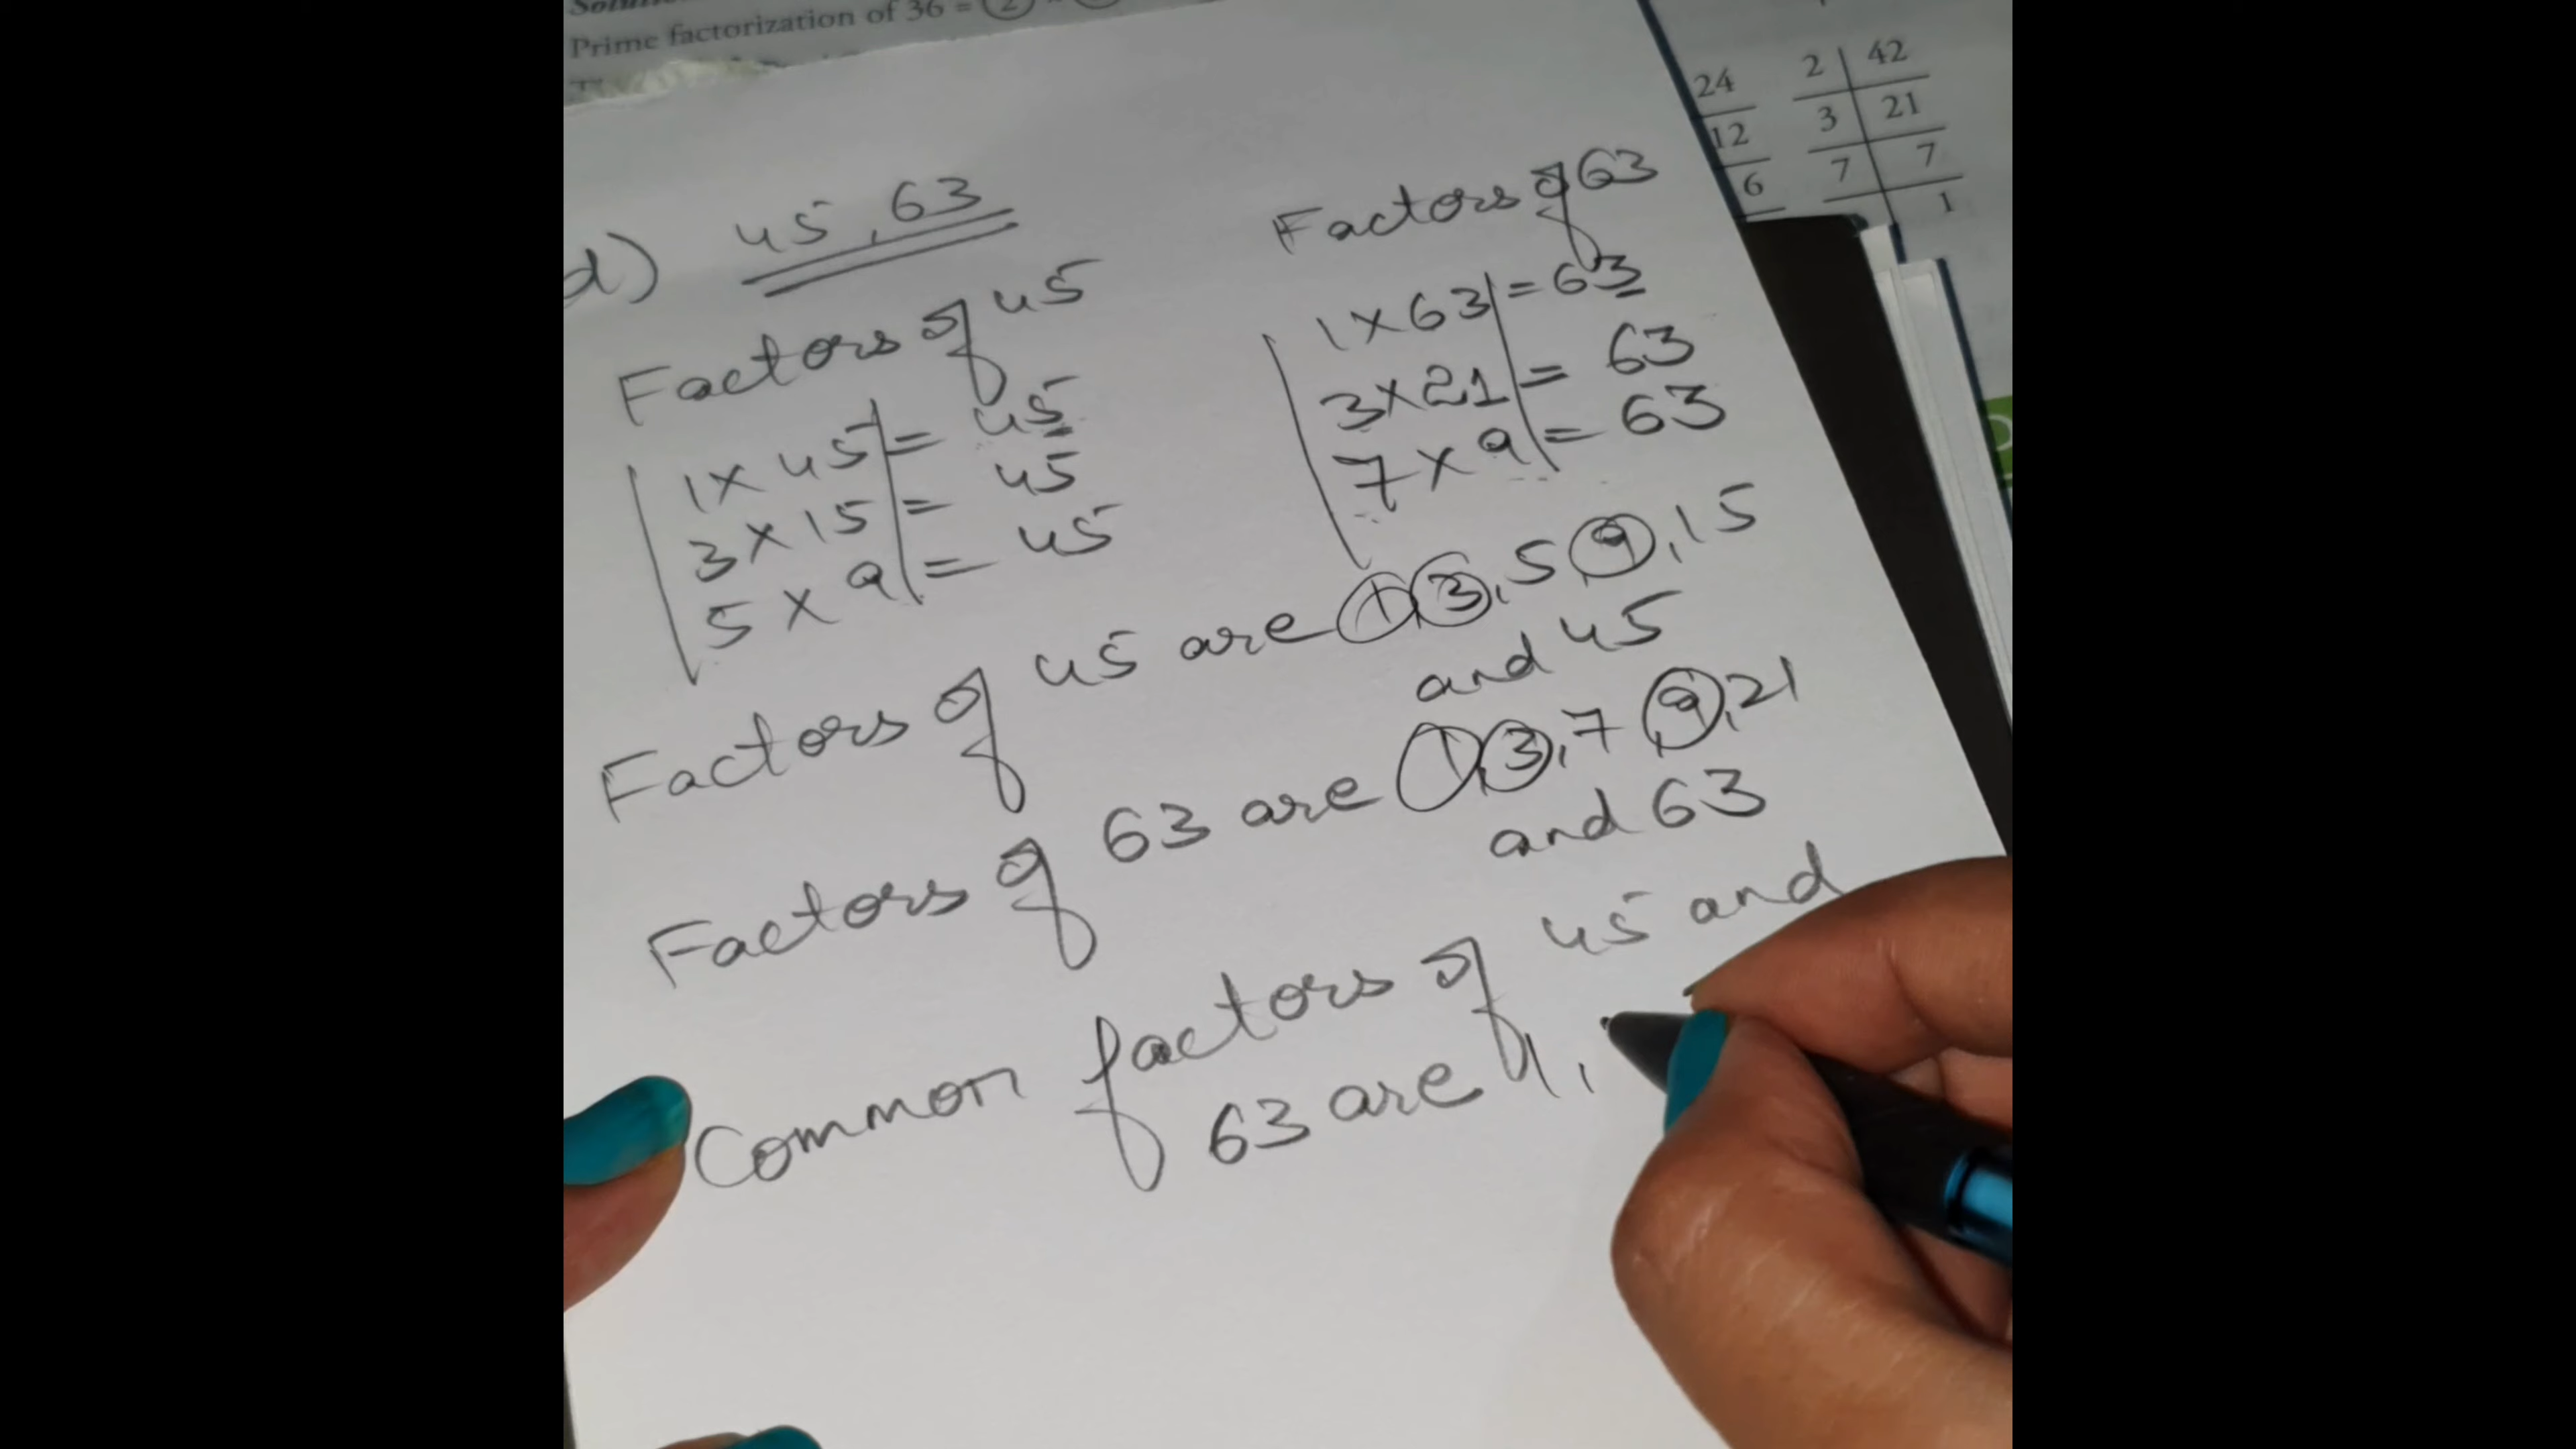 Prime factorization of 36 = 2
24
12
6
2 | 42
3 | 21
7 | 7
1
d) 45, 63
Factors of 45
1 x 45 = 45
3 x 15 = 45
5 x 9 = 45
Factors of 63
1 x 63 = 63
3 x 21 = 63
7 x 9 = 63
Factors of 45 are 1, 3, 5, 9, 15
and 45
Factors of 63 are 1, 3, 7, 9, 21
and 63
Common factors of 45 and
63 are 1,